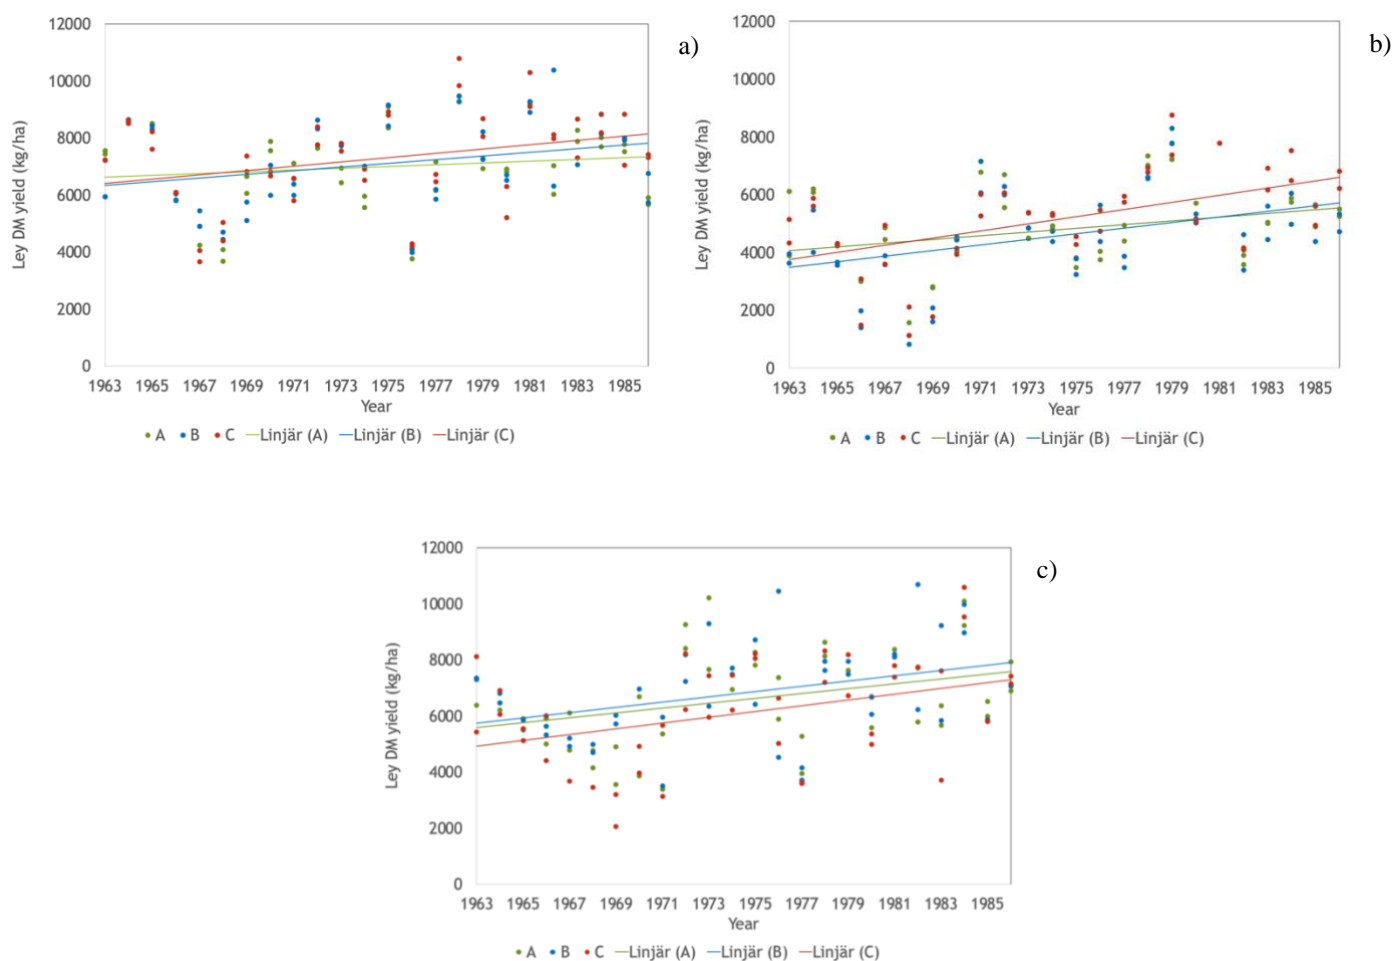 a)
12000
10000
8000
6000
4000
2000
0
Ley DM yield (kg/ha)
1963 1965 1967 1969 1971 1973 1975 1977 1979 1981 1983 1985
Year
A B C Linjär (A) Linjär (B) Linjär (C)
b)
12000
10000
8000
6000
4000
2000
0
Ley DM yield (kg/ha)
1963 1965 1967 1969 1971 1973 1975 1977 1979 1981 1983 1985
Year
A B C Linjär (A) Linjär (B) Linjär (C)
c)
12000
10000
8000
6000
4000
2000
0
Ley DM yield (kg/ha)
1963 1965 1967 1969 1971 1973 1975 1977 1979 1981 1983 1985
Year
A B C Linjär (A) Linjär (B) Linjär (C)